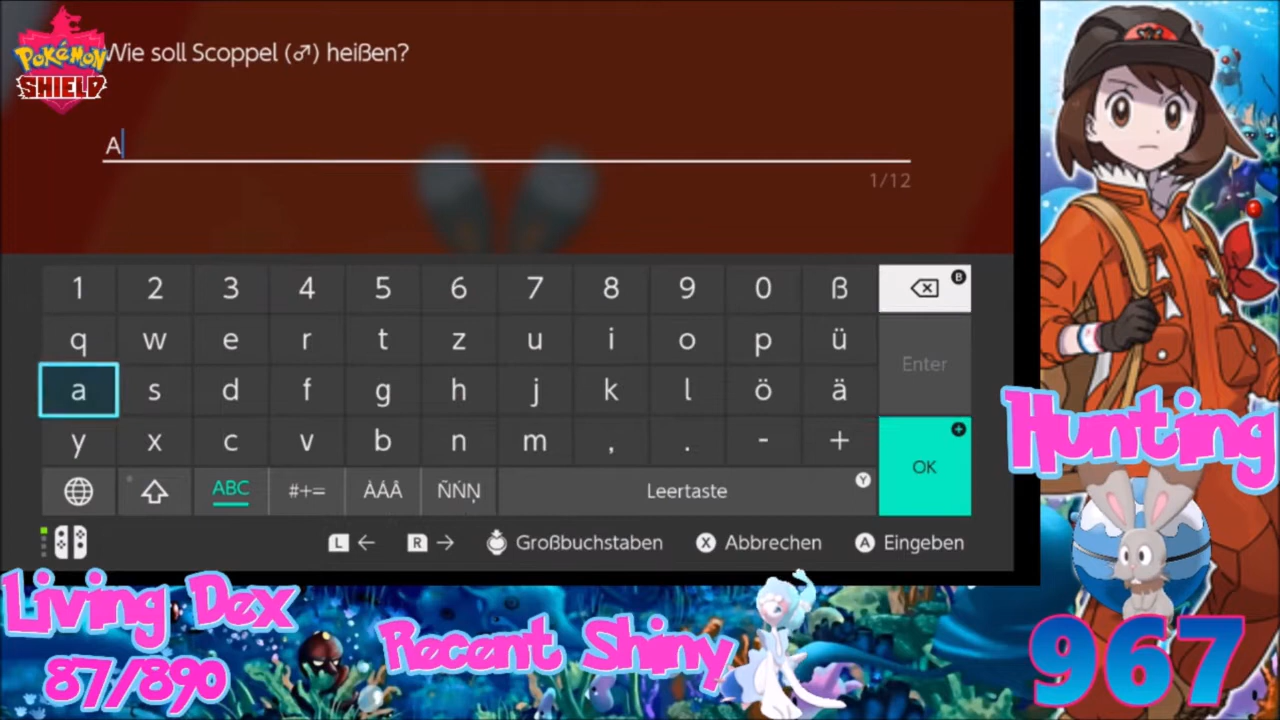 POKéMON
SHIELD
Wie soll Scoppel (♂) heißen?
A
1/12
1 2 3 4 5 6 7 8 9 0 ß B
q w e r t z u i o p ü Enter
a s d f g h j k l ö ä
y x c v b n m , . - + OK
ABC #+= ÀÁÂ ÑŃŅ Leertaste Y
L ← R → Großbuchstaben X Abbrechen A Eingeben
Hunting
967
Living Dex
87/890
Recent Shiny